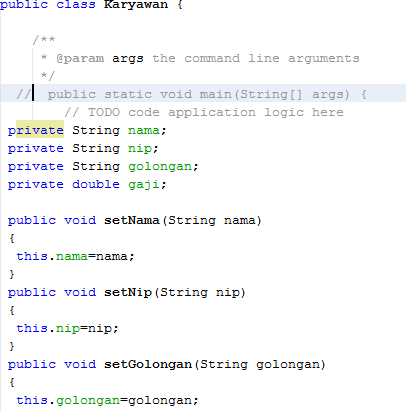 public class Karyawan {
/**
* @param args the command line arguments
*/
// public static void main(String[] args) {
// TODO code application logic here
private String nama;
private String nip;
private String golongan;
private double gaji;
public void setNama(String nama)
{
this.nama=nama;
}
public void setNip(String nip)
{
this.nip=nip;
}
public void setGolongan(String golongan)
{
this.golongan=golongan;